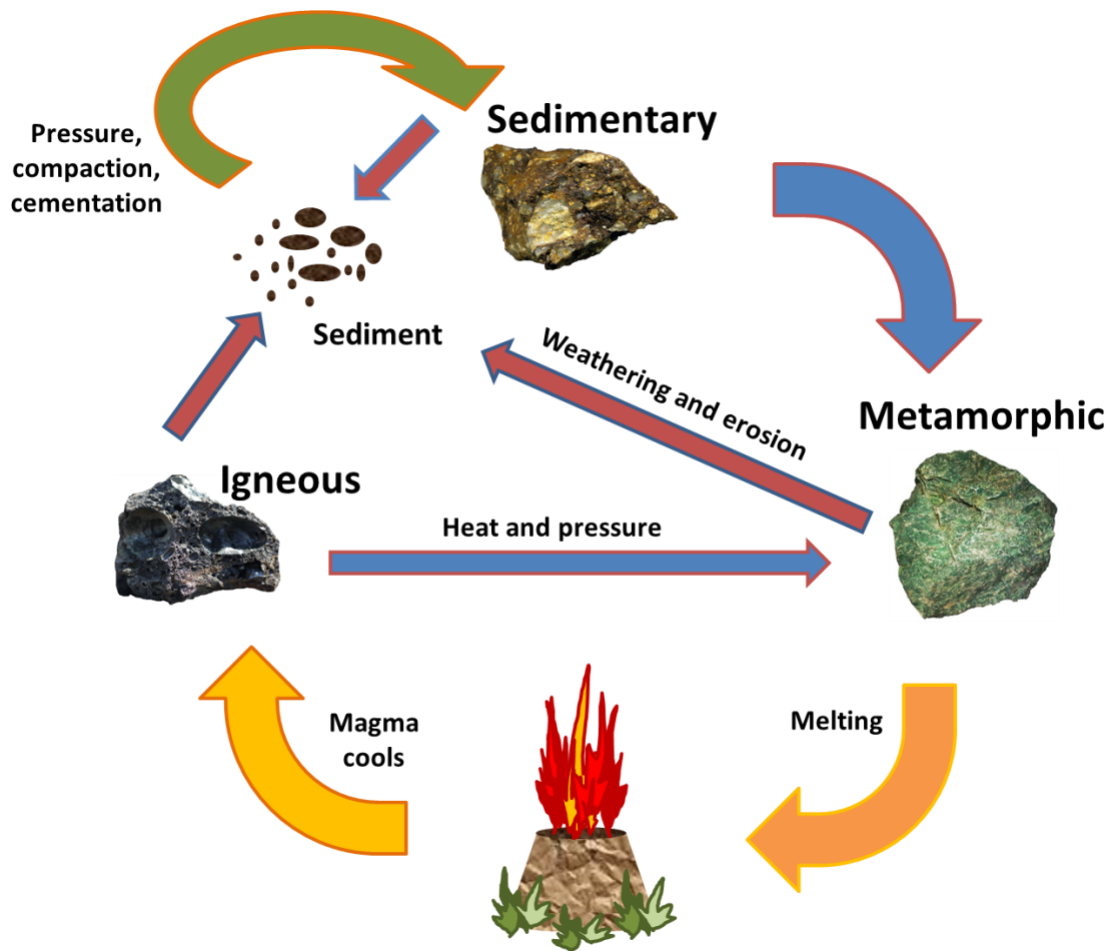 Pressure,
compaction,
cementation
Sedimentary
Sediment
Weathering and erosion
Metamorphic
Igneous
Heat and pressure
Magma
cools
Melting